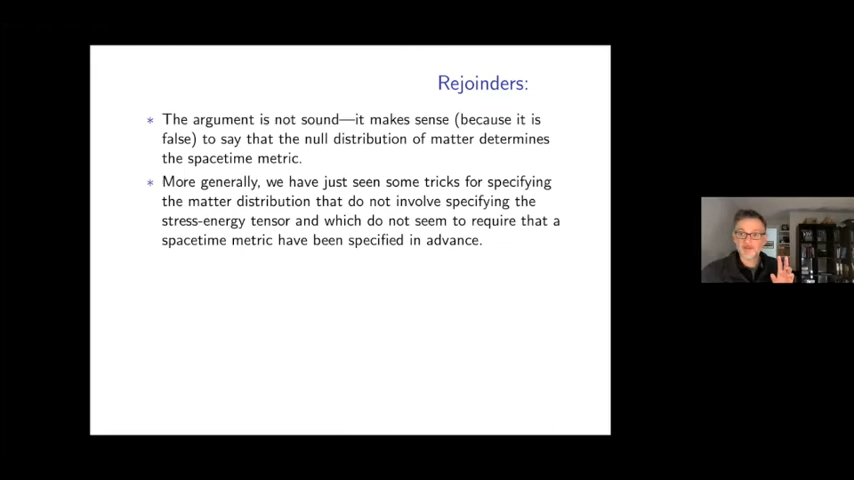 Rejoinders:
* The argument is not sound—it makes sense (because it is
false) to say that the null distribution of matter determines
the spacetime metric.
* More generally, we have just seen some tricks for specifying
the matter distribution that do not involve specifying the
stress-energy tensor and which do not seem to require that a
spacetime metric have been specified in advance.